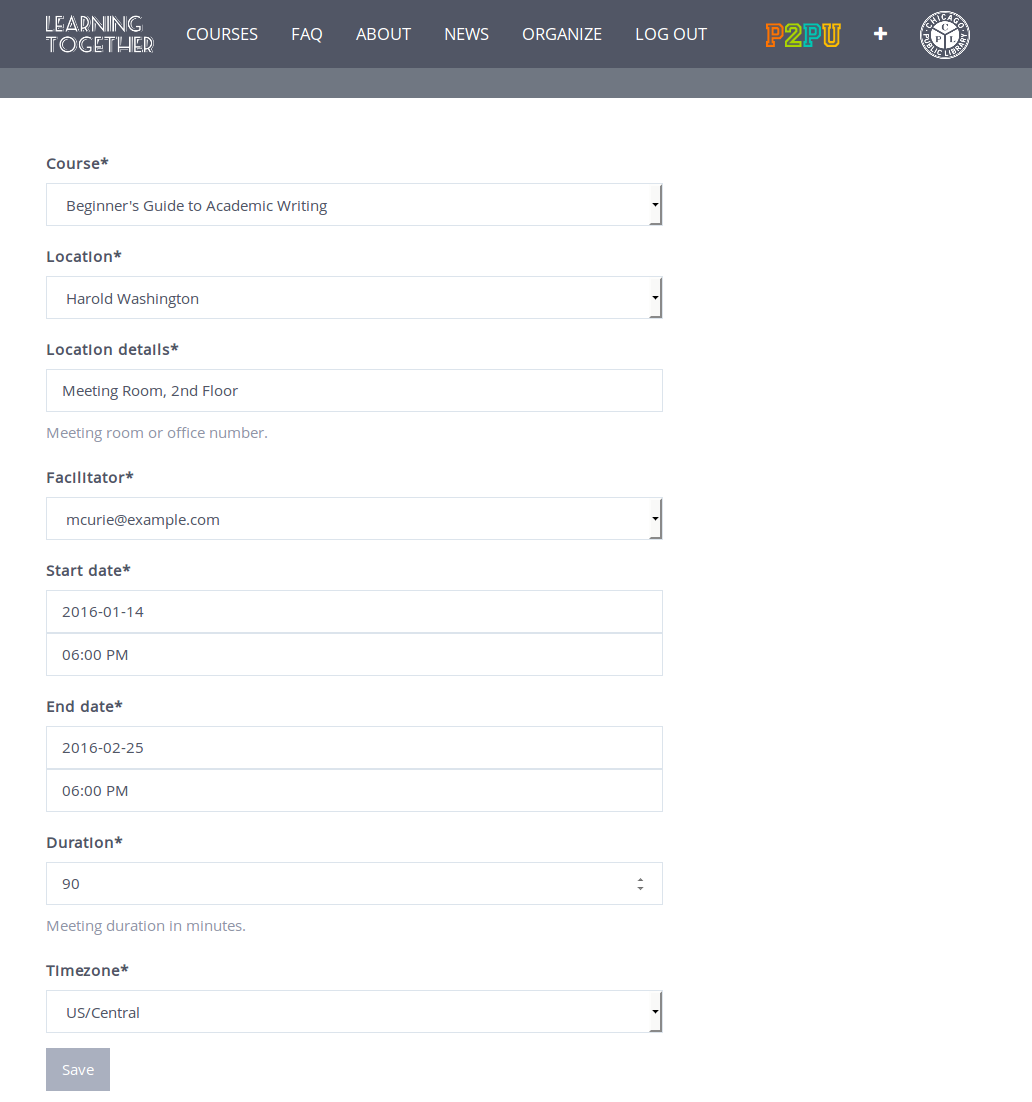 LEARNING
TOGETHER
COURSES FAQ ABOUT NEWS ORGANIZE LOG OUT P2PU
CHICAGO PUBLIC LIBRARY
C P L
Course*
Beginner's Guide to Academic Writing
Location*
Harold Washington
Location details*
Meeting Room, 2nd Floor
Meeting room or office number.
Facilitator*
mcurie@example.com
Start date*
2016-01-14
06:00 PM
End date*
2016-02-25
06:00 PM
Duration*
90
Meeting duration in minutes.
Timezone*
US/Central
Save